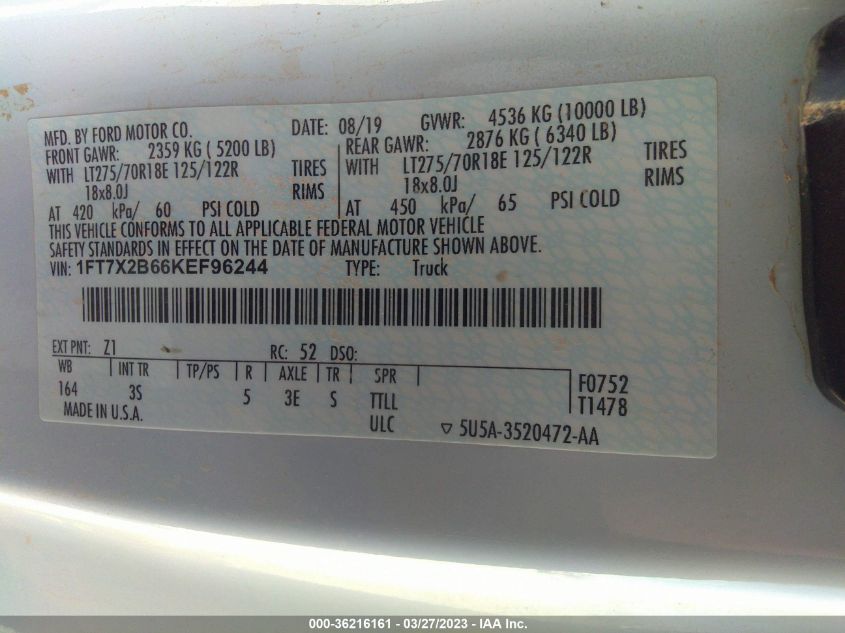 MFD. BY FORD MOTOR CO.
DATE: 08/19 GVWR: 4536 KG (10000 LB)
FRONT GAWR: 2359 KG ( 5200 LB)
WITH LT275/70R18E 125/122R TIRES
18x8.0J RIMS
AT 420 kPa/ 60 PSI COLD
REAR GAWR: 2876 KG ( 6340 LB)
WITH LT275/70R18E 125/122R TIRES
18x8.0J RIMS
AT 450 kPa/ 65 PSI COLD
THIS VEHICLE CONFORMS TO ALL APPLICABLE FEDERAL MOTOR VEHICLE
SAFETY STANDARDS IN EFFECT ON THE DATE OF MANUFACTURE SHOWN ABOVE.
VIN: 1FT7X2B66KEF96244 TYPE: Truck
EXT PNT: Z1 RC: 52 DSO:
WB INT TR TP/PS R AXLE TR SPR
164 3S 5 3E S TTLL
ULC
F0752
T1478
MADE IN U.S.A.
▽ 5U5A-3520472-AA
000-36216161 - 03/27/2023 - IAA Inc.